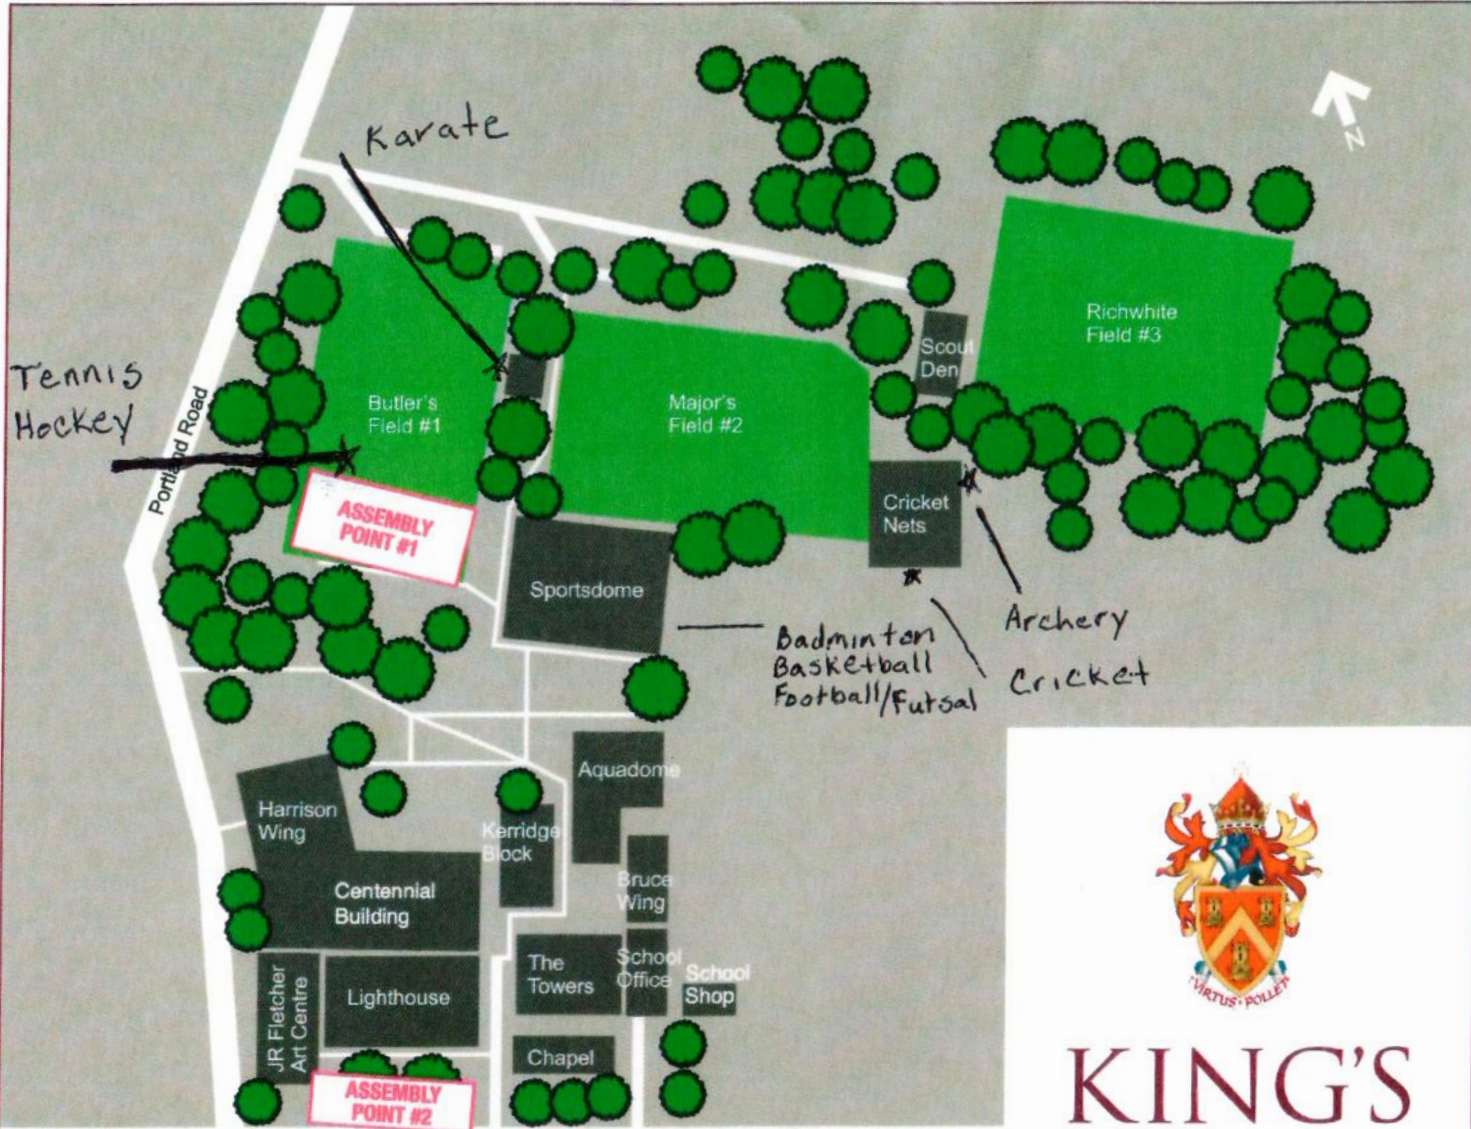 Karate
N
Tennis
Hockey
Portland Road
Butler's
Field #1
Major's
Field #2
Scout
Den
Richwhite
Field #3
ASSEMBLY
POINT #1
Cricket
Nets
Sportsdome
Archery
Cricket
Badminton
Basketball
Football/Futsal
Aquadome
Harrison
Wing
Kerridge
Block
Centennial
Building
Bruce
Wing
JR Fletcher
Art Centre
Lighthouse
The
Towers
School
Office
School
Shop
Chapel
ASSEMBLY
POINT #2
VIRTUS·POLLET
KING'S